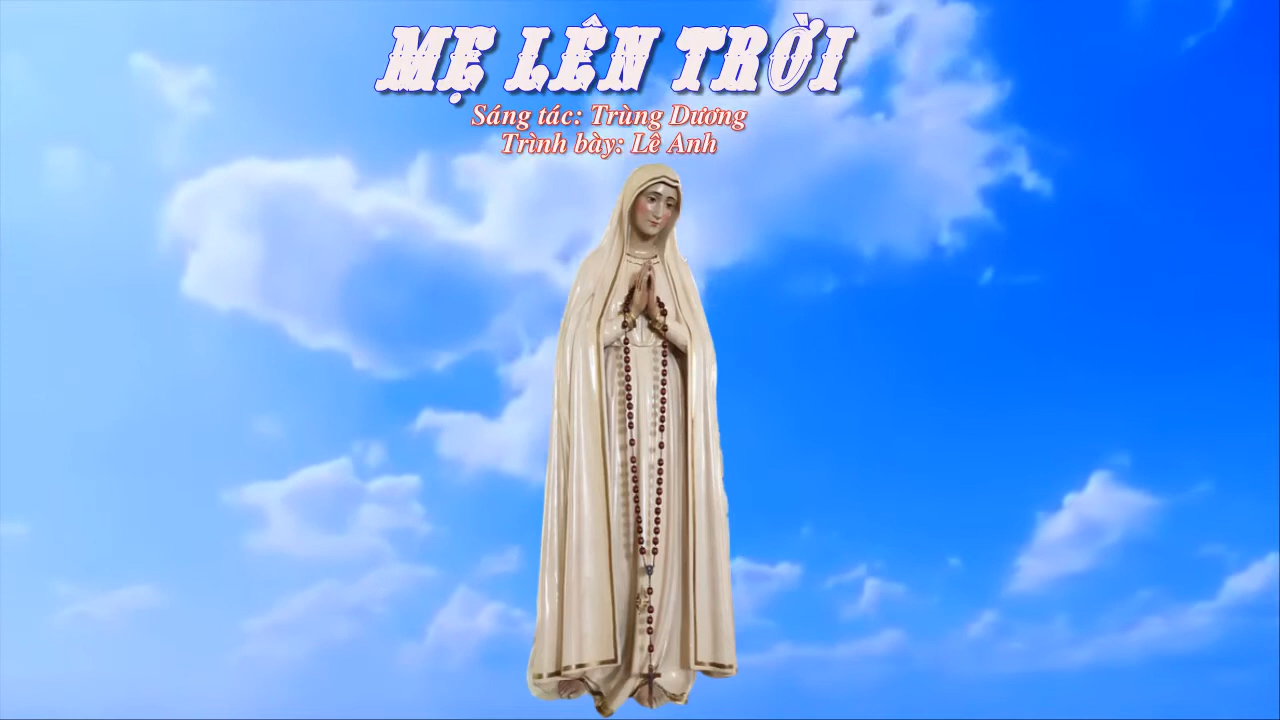 MẸ LÊN TRỜI
Sáng tác: Trùng Dương
Trình bày: Lê Anh